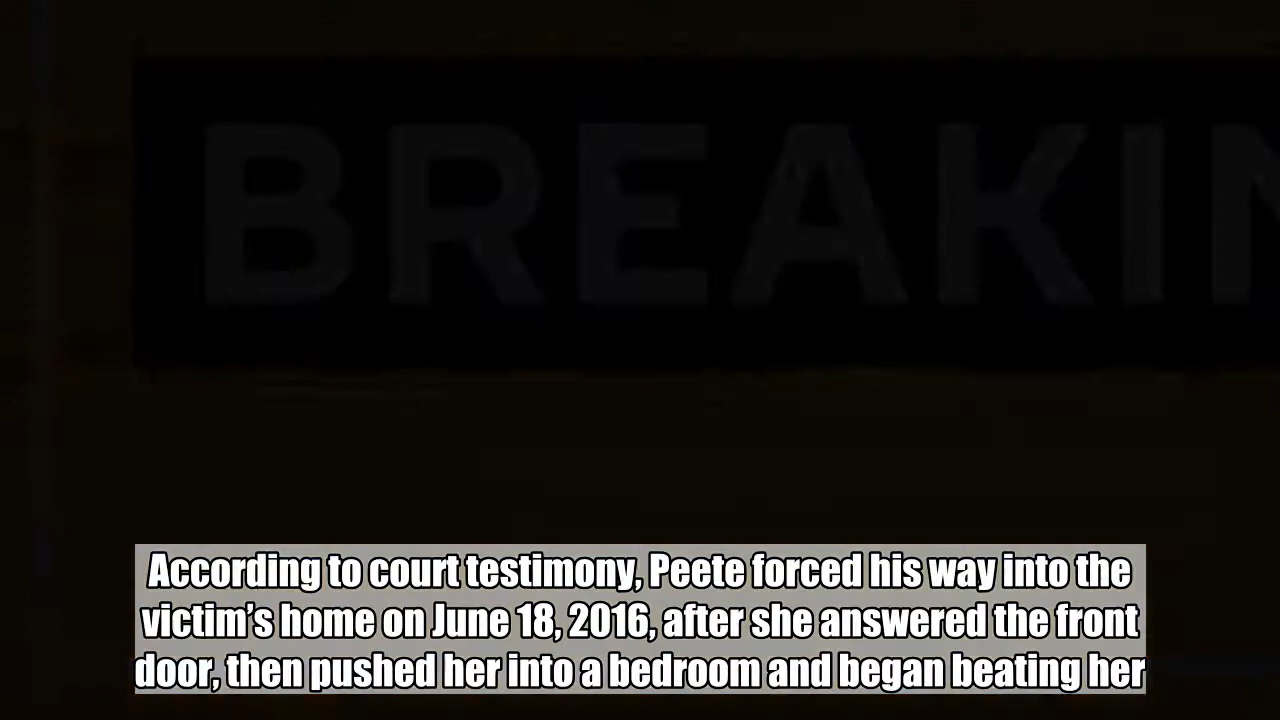 BREAKIN
According to court testimony, Peete forced his way into the
victim’s home on June 18, 2016, after she answered the front
door, then pushed her into a bedroom and began beating her